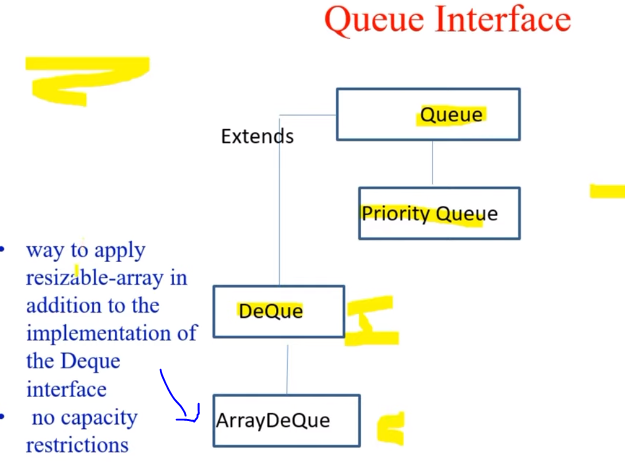 Queue Interface
Queue
Extends
Priority Queue
• way to apply
resizable-array in
addition to the
implementation of
the Deque
interface
• no capacity
restrictions
DeQue
ArrayDeQue